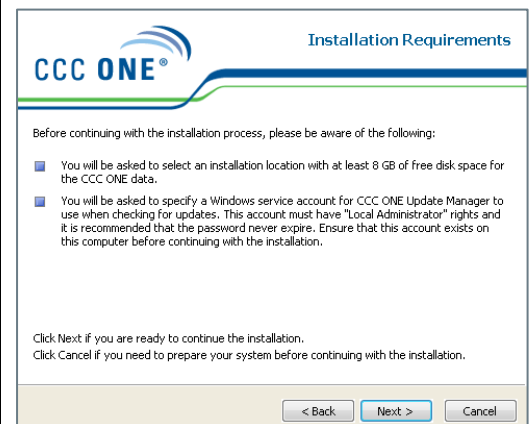 CCC ONE®
Installation Requirements
Before continuing with the installation process, please be aware of the following:
You will be asked to select an installation location with at least 8 GB of free disk space for
the CCC ONE data.
You will be asked to specify a Windows service account for CCC ONE Update Manager to
use when checking for updates. This account must have "Local Administrator" rights and
it is recommended that the password never expire. Ensure that this account exists on
this computer before continuing with the installation.
Click Next if you are ready to continue the installation.
Click Cancel if you need to prepare your system before continuing with the installation.
< Back Next > Cancel